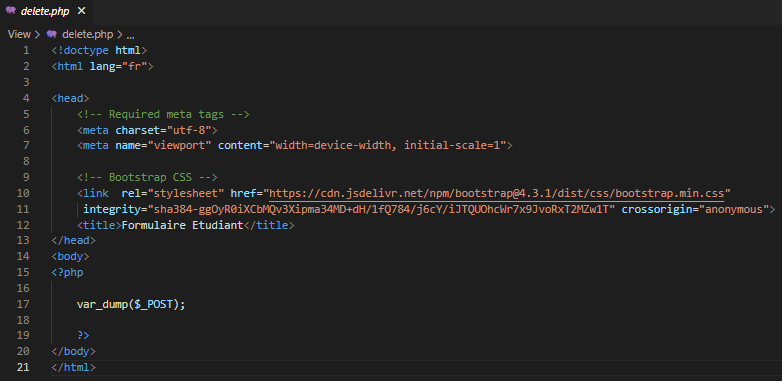 delete.php ×
View > delete.php > ...
1 <!doctype html>
2 <html lang="fr">
3
4 <head>
5 <!-- Required meta tags -->
6 <meta charset="utf-8">
7 <meta name="viewport" content="width=device-width, initial-scale=1">
8
9 <!-- Bootstrap CSS -->
10 <link  rel="stylesheet" href="https://cdn.jsdelivr.net/npm/bootstrap@4.3.1/dist/css/bootstrap.min.css"
11 integrity="sha384-ggOyR0iXCbMQv3Xipma34MD+dH/1fQ784/j6cY/iJTQUOhcWr7x9JvoRxT2MZw1T" crossorigin="anonymous">
12 <title>Formulaire Etudiant</title>
13 </head>
14 <body>
15 <?php
16
17 var_dump($_POST);
18
19 ?>
20 </body>
21 </html>